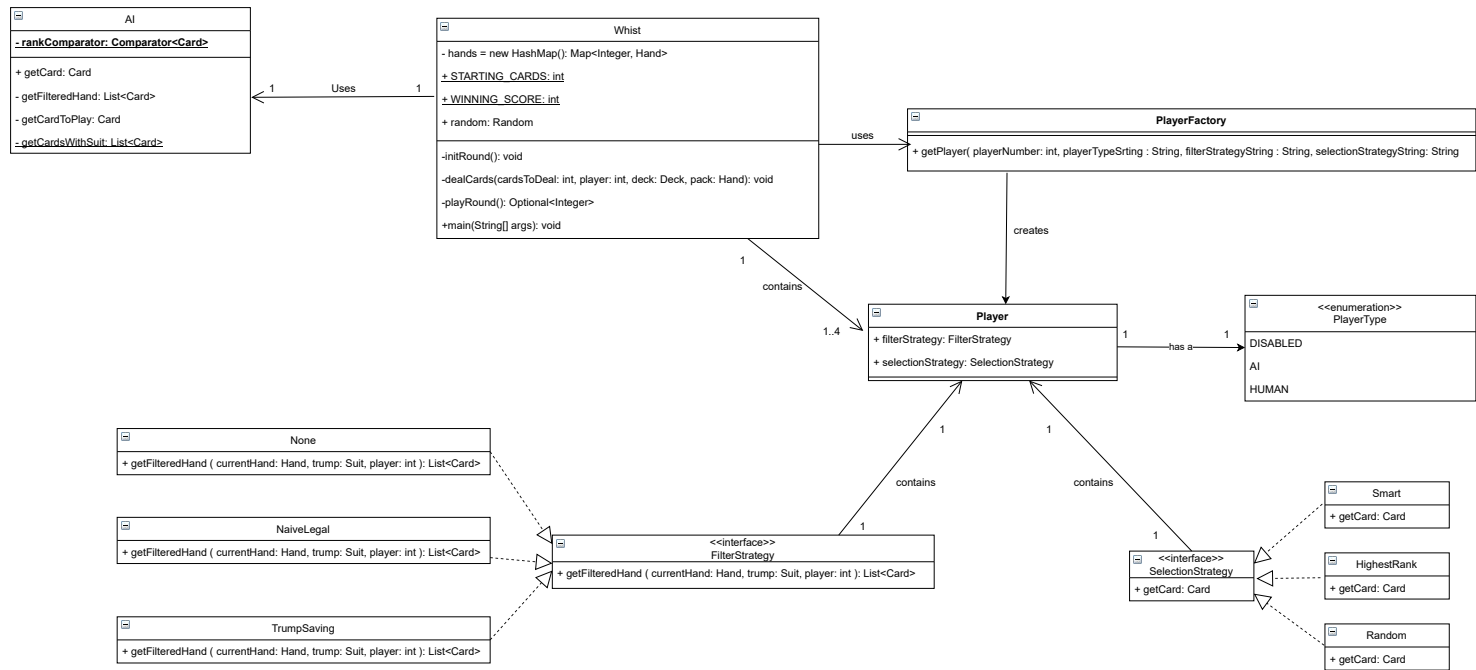 AI
- rankComparator: Comparator<Card>
+ getCard: Card
- getFilteredHand: List<Card>
- getCardToPlay: Card
- getCardsWithSuit: List<Card>
1
Uses
1
Whist
- hands = new HashMap(): Map<Integer, Hand>
+ STARTING_CARDS: int
+ WINNING_SCORE: int
+ random: Random
-initRound(): void
-dealCards(cardsToDeal: int, player: int, deck: Deck, pack: Hand): void
-playRound(): Optional<Integer>
+main(String[] args): void
uses
PlayerFactory
+ getPlayer( playerNumber: int, playerTypeSrting : String, filterStrategyString : String, selectionStrategyString: String
creates
1
contains
1..4
Player
+ filterStrategy: FilterStrategy
+ selectionStrategy: SelectionStrategy
1
has a
1
<<enumeration>>
PlayerType
DISABLED
AI
HUMAN
1
contains
1
1
contains
1
None
+ getFilteredHand ( currentHand: Hand, trump: Suit, player: int ): List<Card>
NaiveLegal
+ getFilteredHand ( currentHand: Hand, trump: Suit, player: int ): List<Card>
TrumpSaving
+ getFilteredHand ( currentHand: Hand, trump: Suit, player: int ): List<Card>
<<interface>>
FilterStrategy
+ getFilteredHand ( currentHand: Hand, trump: Suit, player: int ): List<Card>
<<interface>>
SelectionStrategy
+ getCard: Card
Smart
+ getCard: Card
HighestRank
+ getCard: Card
Random
+ getCard: Card